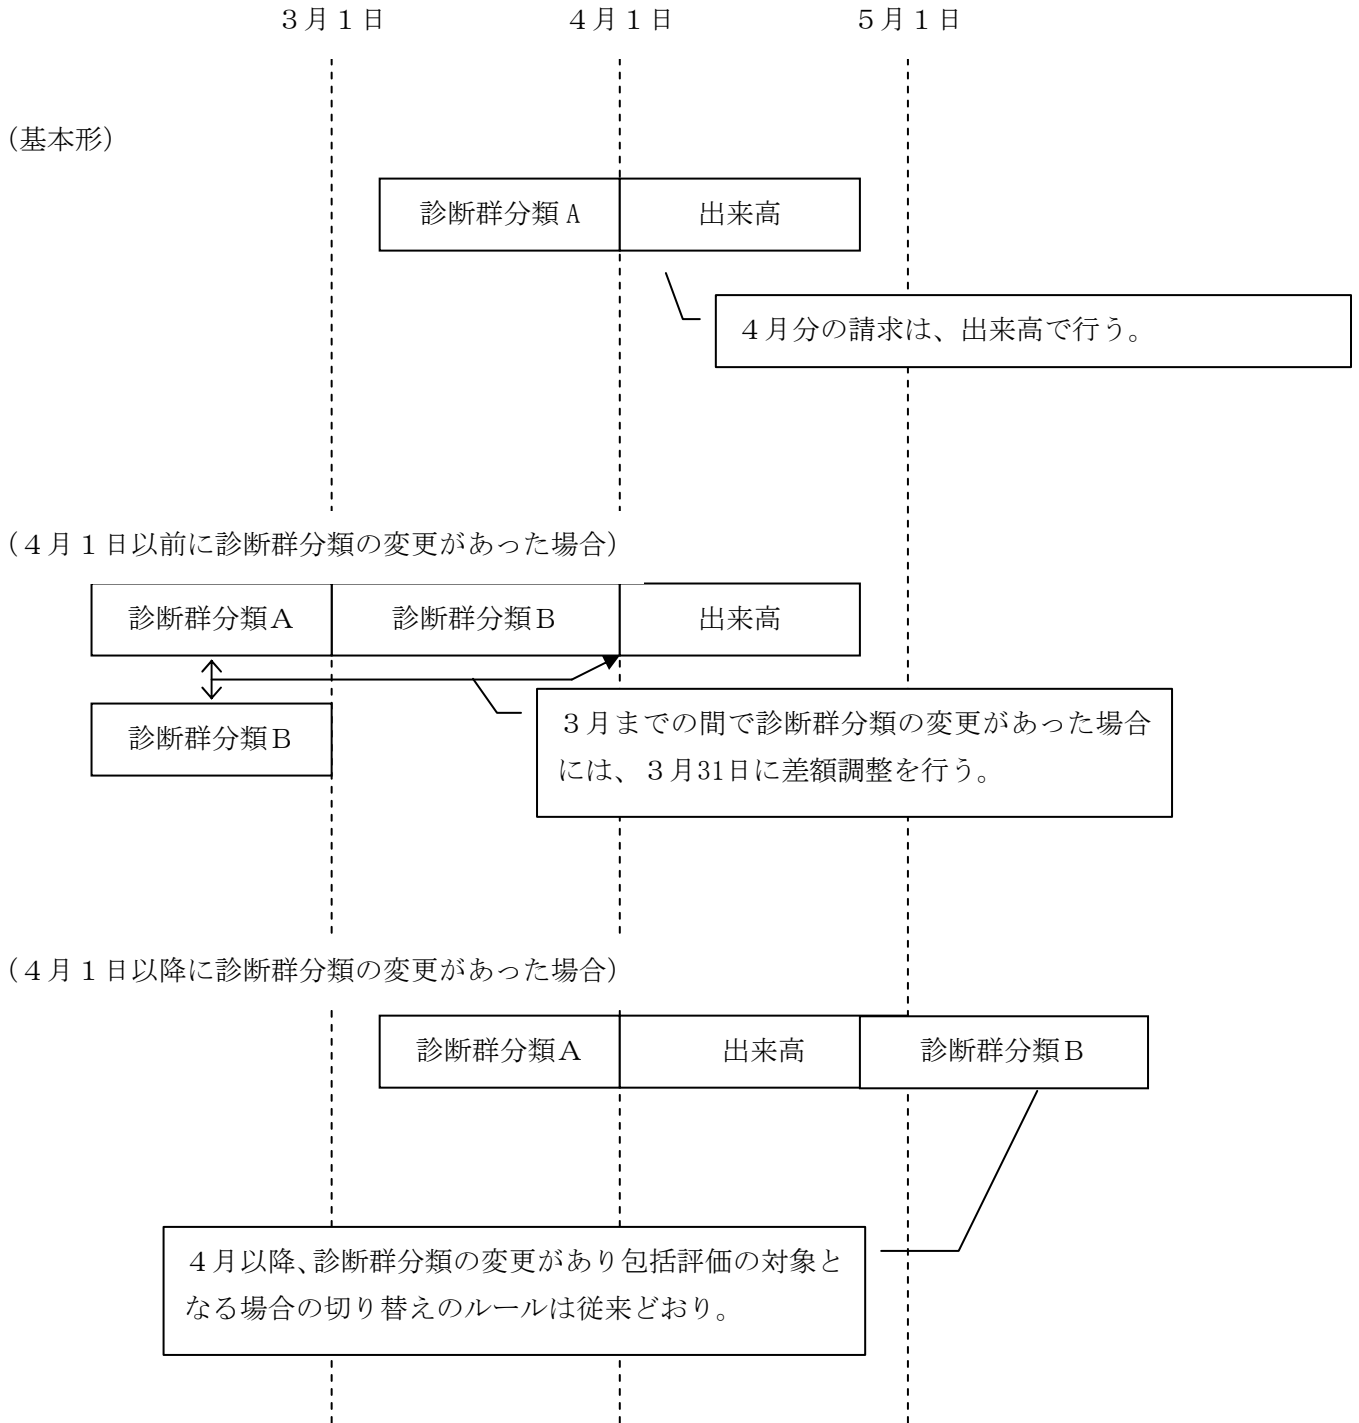 ３月１日　４月１日　５月１日
（基本形）
診断群分類 A　出来高
４月分の請求は、出来高で行う。
（４月１日以前に診断群分類の変更があった場合）
診断群分類Ａ　診断群分類Ｂ　出来高
診断群分類Ｂ
３月までの間で診断群分類の変更があった場合
には、３月31日に差額調整を行う。
（４月１日以降に診断群分類の変更があった場合）
診断群分類Ａ　出来高　診断群分類Ｂ
４月以降、診断群分類の変更があり包括評価の対象と
なる場合の切り替えのルールは従来どおり。